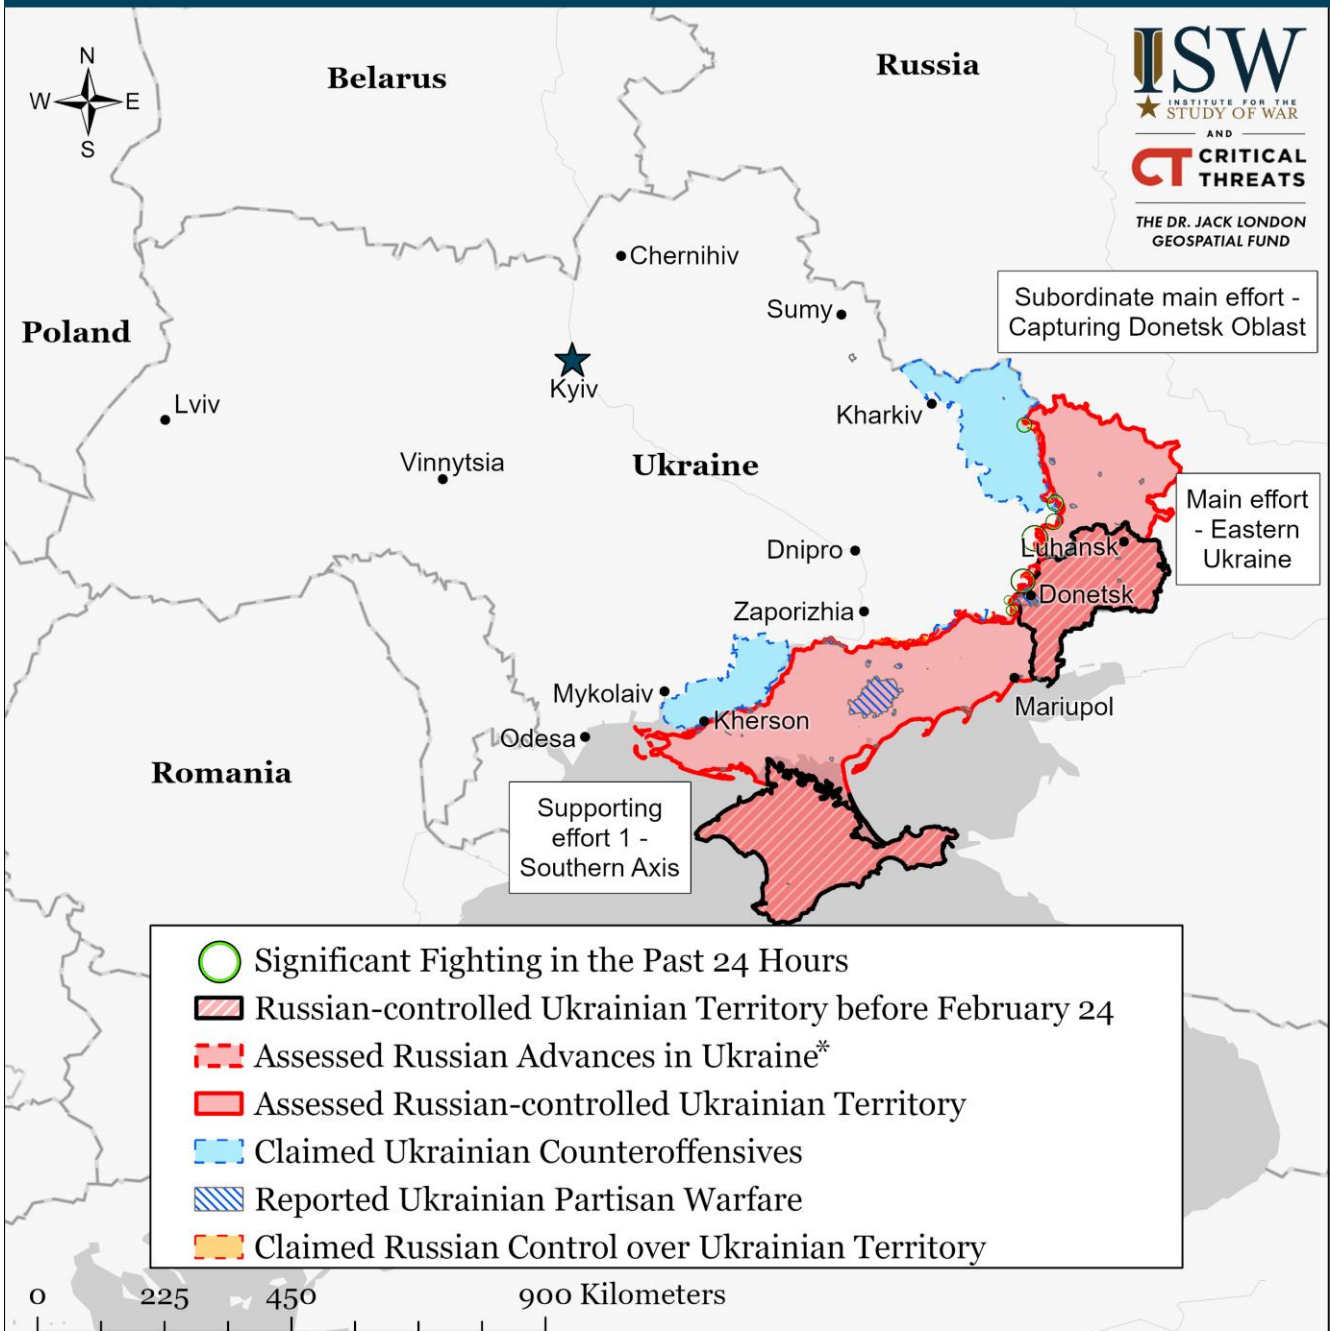 N
W
E
S
Belarus
Russia
ISW
INSTITUTE FOR THE
STUDY OF WAR
AND
CT CRITICAL
THREATS
THE DR. JACK LONDON
GEOSPATIAL FUND
Chernihiv
Sumy
Subordinate main effort -
Capturing Donetsk Oblast
Poland
Kyiv
Lviv
Kharkiv
Vinnytsia
Ukraine
Main effort
- Eastern
Ukraine
Dnipro
Luhansk
Donetsk
Zaporizhia
Mykolaiv
Mariupol
Kherson
Odesa
Romania
Supporting
effort 1 -
Southern Axis
Significant Fighting in the Past 24 Hours
Russian-controlled Ukrainian Territory before February 24
Assessed Russian Advances in Ukraine*
Assessed Russian-controlled Ukrainian Territory
Claimed Ukrainian Counteroffensives
Reported Ukrainian Partisan Warfare
Claimed Russian Control over Ukrainian Territory
0 225 450 900 Kilometers